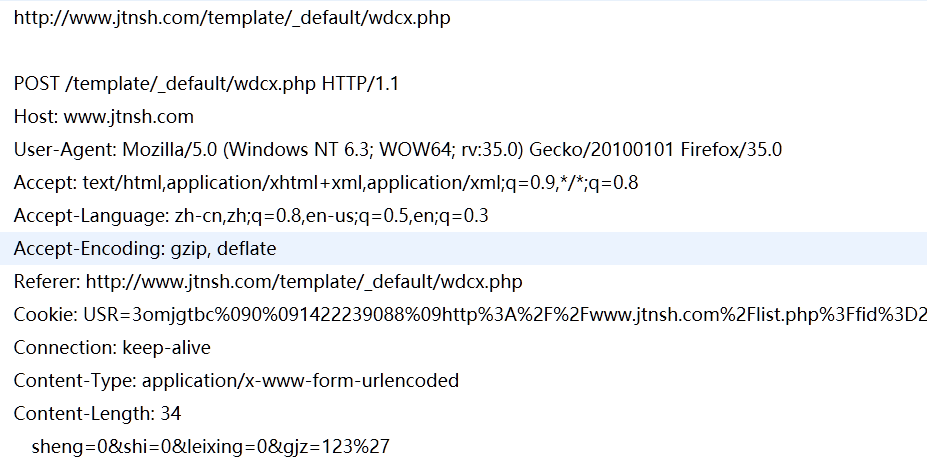 http://www.jtnsh.com/template/_default/wdcx.php
POST /template/_default/wdcx.php HTTP/1.1
Host: www.jtnsh.com
User-Agent: Mozilla/5.0 (Windows NT 6.3; WOW64; rv:35.0) Gecko/20100101 Firefox/35.0
Accept: text/html,application/xhtml+xml,application/xml;q=0.9,*/*;q=0.8
Accept-Language: zh-cn,zh;q=0.8,en-us;q=0.5,en;q=0.3
Accept-Encoding: gzip, deflate
Referer: http://www.jtnsh.com/template/_default/wdcx.php
Cookie: USR=3omjgtbc%090%091422239088%09http%3A%2F%2Fwww.jtnsh.com%2Flist.php%3Ffid%3D2
Connection: keep-alive
Content-Type: application/x-www-form-urlencoded
Content-Length: 34
sheng=0&shi=0&leixing=0&gjz=123%27